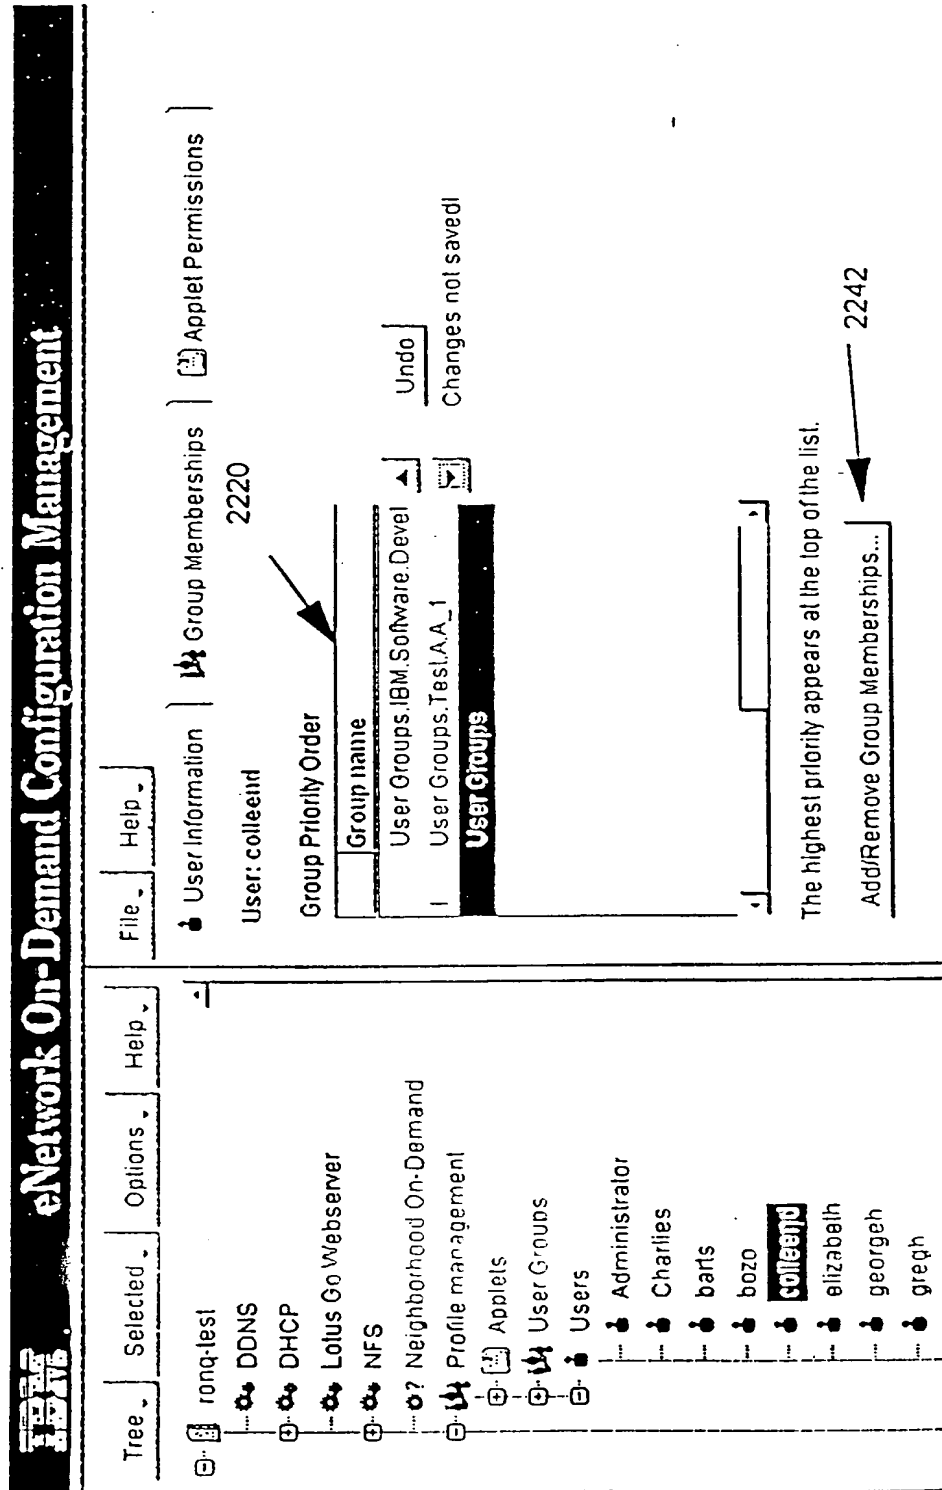 IBM eNetwork On-Demand Configuration Management
Tree Selected Options Help
ronq-test
DDNS
DHCP
Lotus Go Webserver
NFS
? Neighborhood On-Demand
Profile management
Applets
User Groups
Users
Administrator
Charlies
barts
bozo
colleend
elizabeth
georgeh
gregh
File Help
User Information Group Memberships Applet Permissions
User: colleend
2220
Group Priority Order
Group name
User Groups.IBM.Software.Devel
User Groups.Test.A.A_1
User Groups
Undo
Changes not saved!
The highest priority appears at the top of the list.
Add/Remove Group Memberships...
2242